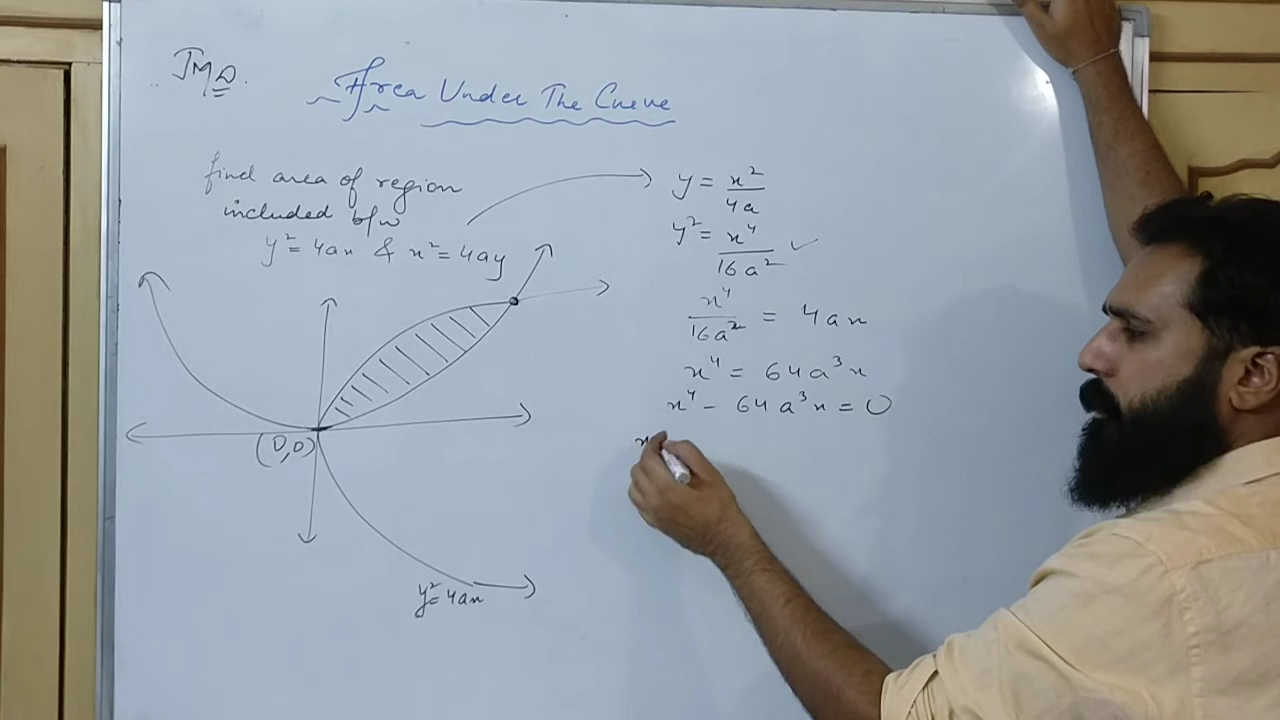 JMD.
Area Under The Curve
find area of region
included b/w
y² = 4ax & x² = 4ay
(0,0)
y² = 4ax
y = x²/4a
y² = x⁴/16a² ✓
x⁴/16a² = 4ax
x⁴ = 64a³x
x⁴ - 64a³x = 0
x